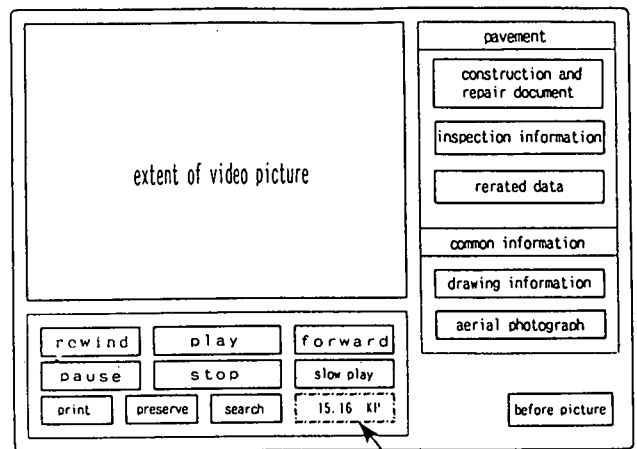 extent of video picture
pavement
construction and
repair document
inspection information
rerated data
common information
drawing information
aerial photograph
rewind play forward
pause stop slow play
print preserve search 15.16 KP
before picture